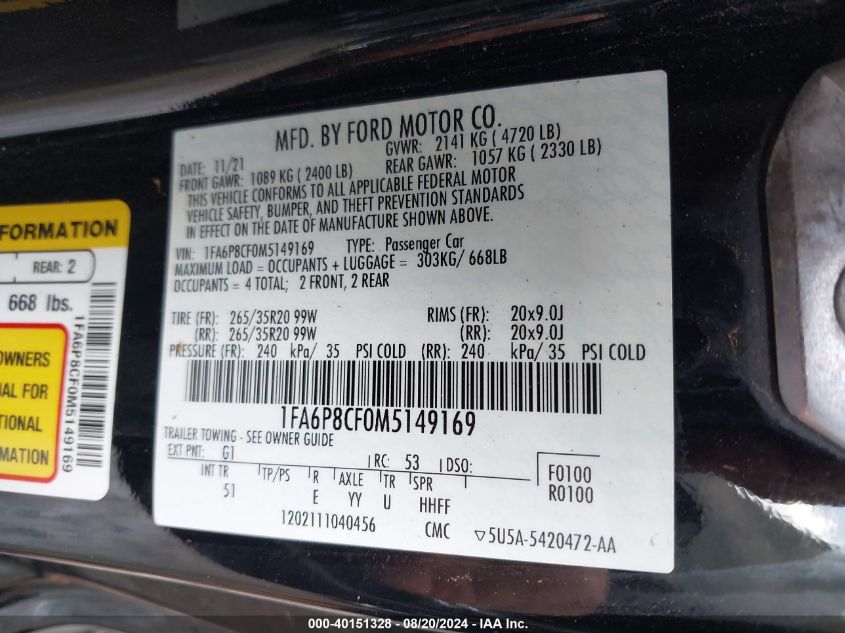 MFD. BY FORD MOTOR CO.
DATE: 11/21 GVWR: 2141 KG ( 4720 LB)
FRONT GAWR: 1089 KG ( 2400 LB) REAR GAWR: 1057 KG ( 2330 LB)
THIS VEHICLE CONFORMS TO ALL APPLICABLE FEDERAL MOTOR
VEHICLE SAFETY, BUMPER, AND THEFT PREVENTION STANDARDS
IN EFFECT ON THE DATE OF MANUFACTURE SHOWN ABOVE.
VIN: 1FA6P8CF0M5149169 TYPE: Passenger Car
MAXIMUM LOAD = OCCUPANTS + LUGGAGE = 303KG/ 668LB
OCCUPANTS = 4 TOTAL; 2 FRONT, 2 REAR
TIRE (FR): 265/35R20 99W RIMS (FR): 20x9.0J
(RR): 265/35R20 99W (RR): 20x9.0J
PRESSURE (FR): 240 kPa/ 35 PSI COLD (RR): 240 kPa/ 35 PSI COLD
1FA6P8CF0M5149169
TRAILER TOWING - SEE OWNER GUIDE
EXT PNT: G1 RC: 53 DSO: F0100
INT TR TP/PS R AXLE TR SPR R0100
51 E YY U HHFF
1202111040456 CMC ▽5U5A-5420472-AA
FORMATION
REAR: 2
668 lbs.
OWNERS
AL FOR
TIONAL
MATION
1FA6P8CF0M5149169
000-40151328 - 08/20/2024 - IAA Inc.